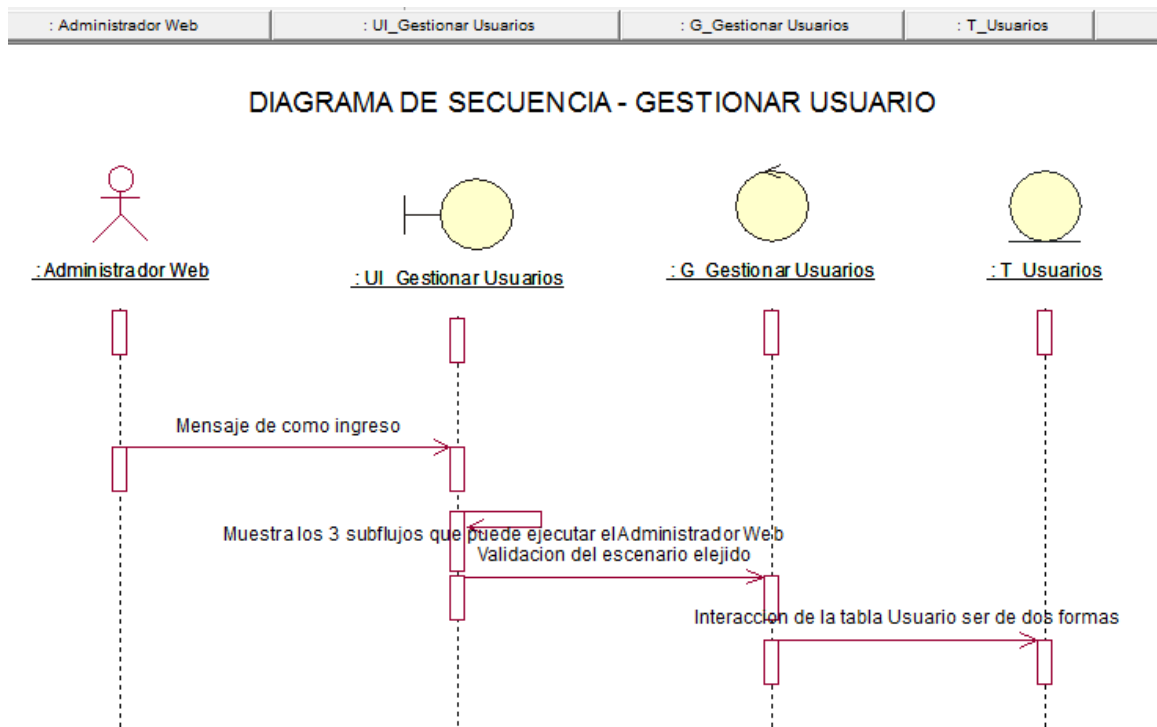 : Administrador Web
: UI_Gestionar Usuarios
: G_Gestionar Usuarios
: T_Usuarios
DIAGRAMA DE SECUENCIA - GESTIONAR USUARIO
: Administrador Web
: UI_Gestionar Usuarios
: G_Gestionar Usuarios
: T_Usuarios
Mensaje de como ingreso
Muestra los 3 subflujos que puede ejecutar el Administrador Web
Validacion del escenario elejido
Interaccion de la tabla Usuario ser de dos formas